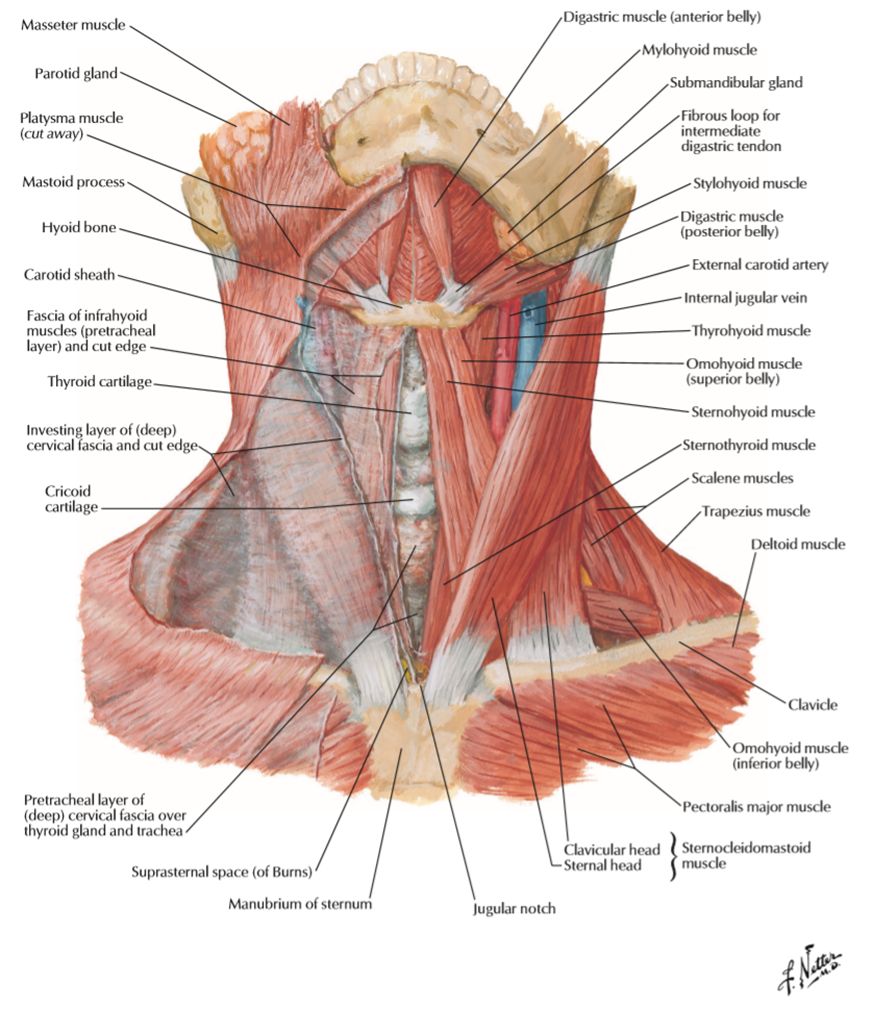 Masseter muscle
Parotid gland
Platysma muscle
(cut away)
Mastoid process
Hyoid bone
Carotid sheath
Fascia of infrahyoid
muscles (pretracheal
layer) and cut edge
Thyroid cartilage
Investing layer of (deep)
cervical fascia and cut edge
Cricoid
cartilage
Pretracheal layer of
(deep) cervical fascia over
thyroid gland and trachea
Suprasternal space (of Burns)
Manubrium of sternum
Jugular notch
Digastric muscle (anterior belly)
Mylohyoid muscle
Submandibular gland
Fibrous loop for
intermediate
digastric tendon
Stylohyoid muscle
Digastric muscle
(posterior belly)
External carotid artery
Internal jugular vein
Thyrohyoid muscle
Omohyoid muscle
(superior belly)
Sternohyoid muscle
Sternothyroid muscle
Scalene muscles
Trapezius muscle
Deltoid muscle
Clavicle
Omohyoid muscle
(inferior belly)
Pectoralis major muscle
Clavicular head
Sternal head
Sternocleidomastoid
muscle
F. Netter
M.D.